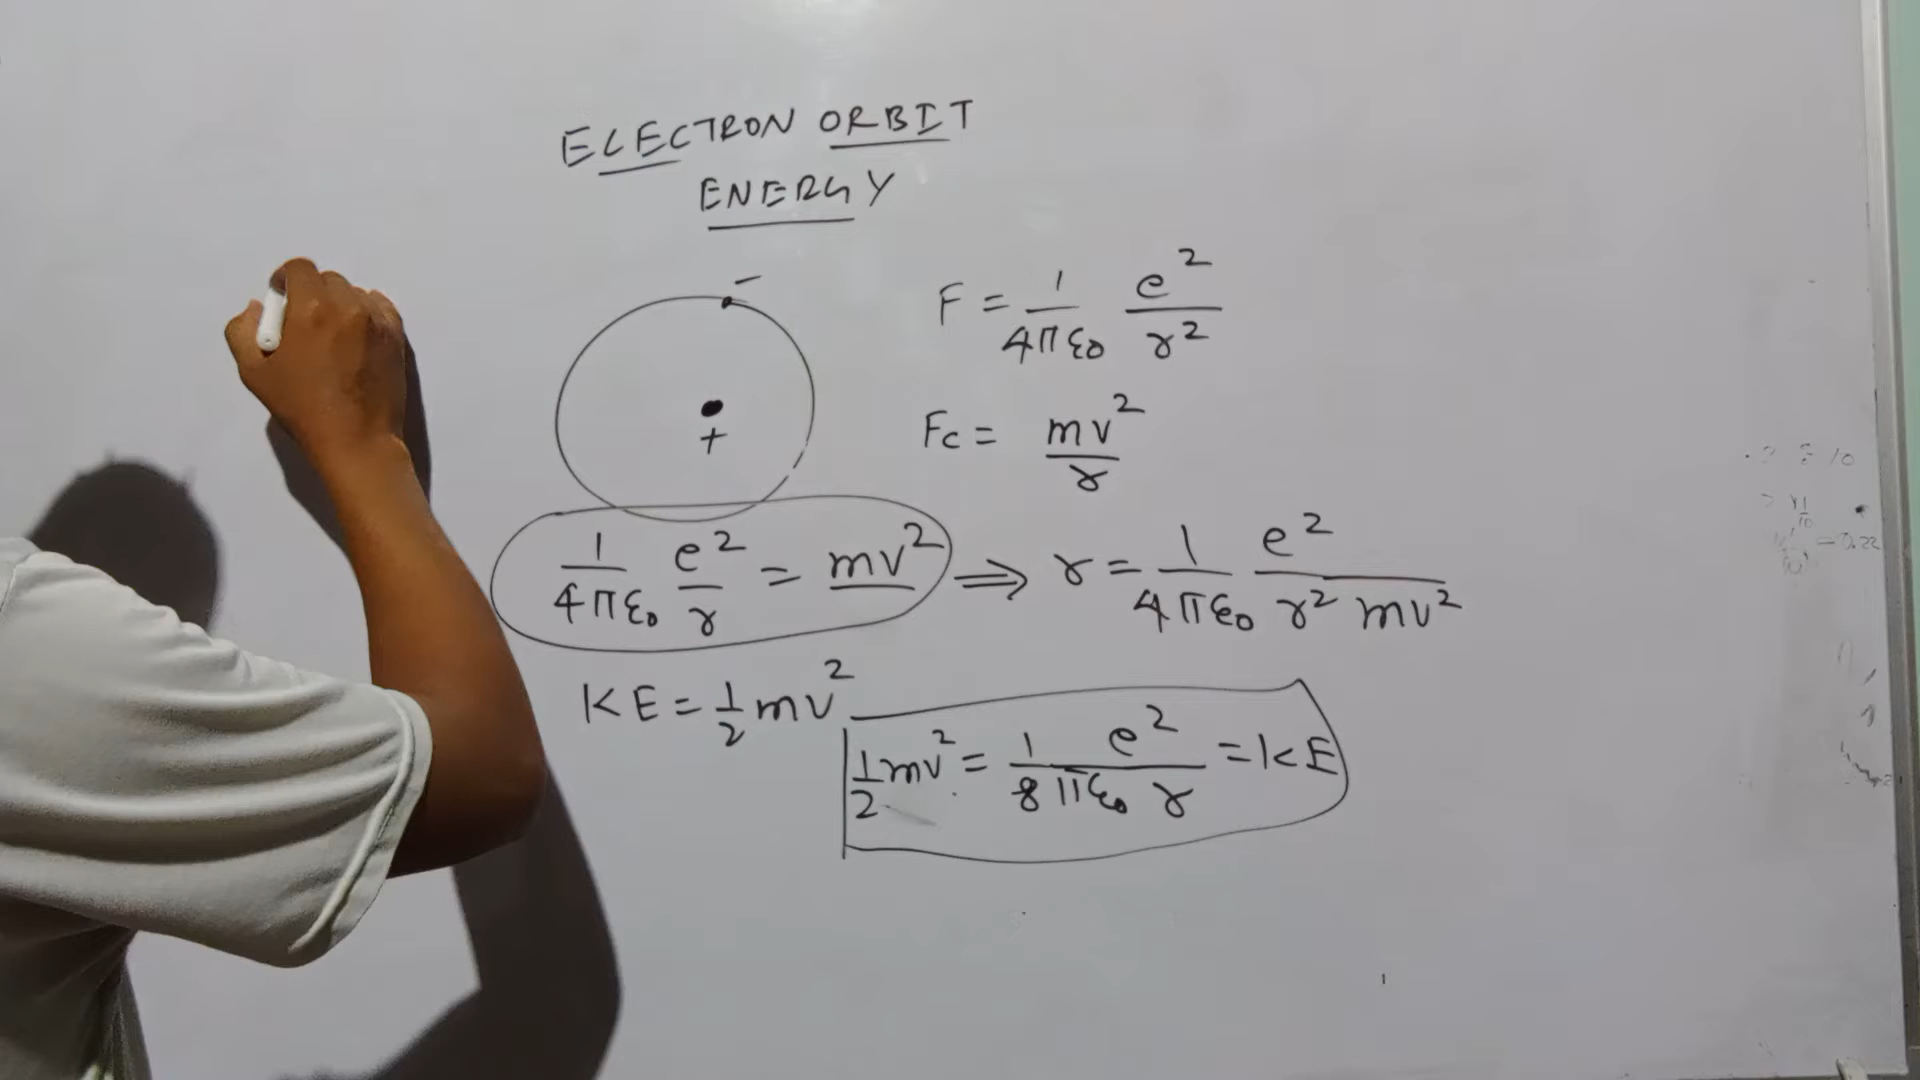 ELECTRON ORBIT
ENERGY
−
+
F = 1/4πε₀ e²/r²
Fc = mv²/r
1/4πε₀ e²/r = mv² ⟹ r = 1/4πε₀ e²/r² mv²
KE = 1/2 mv²
1/2 mv² = 1/8πε₀ e²/r = KE